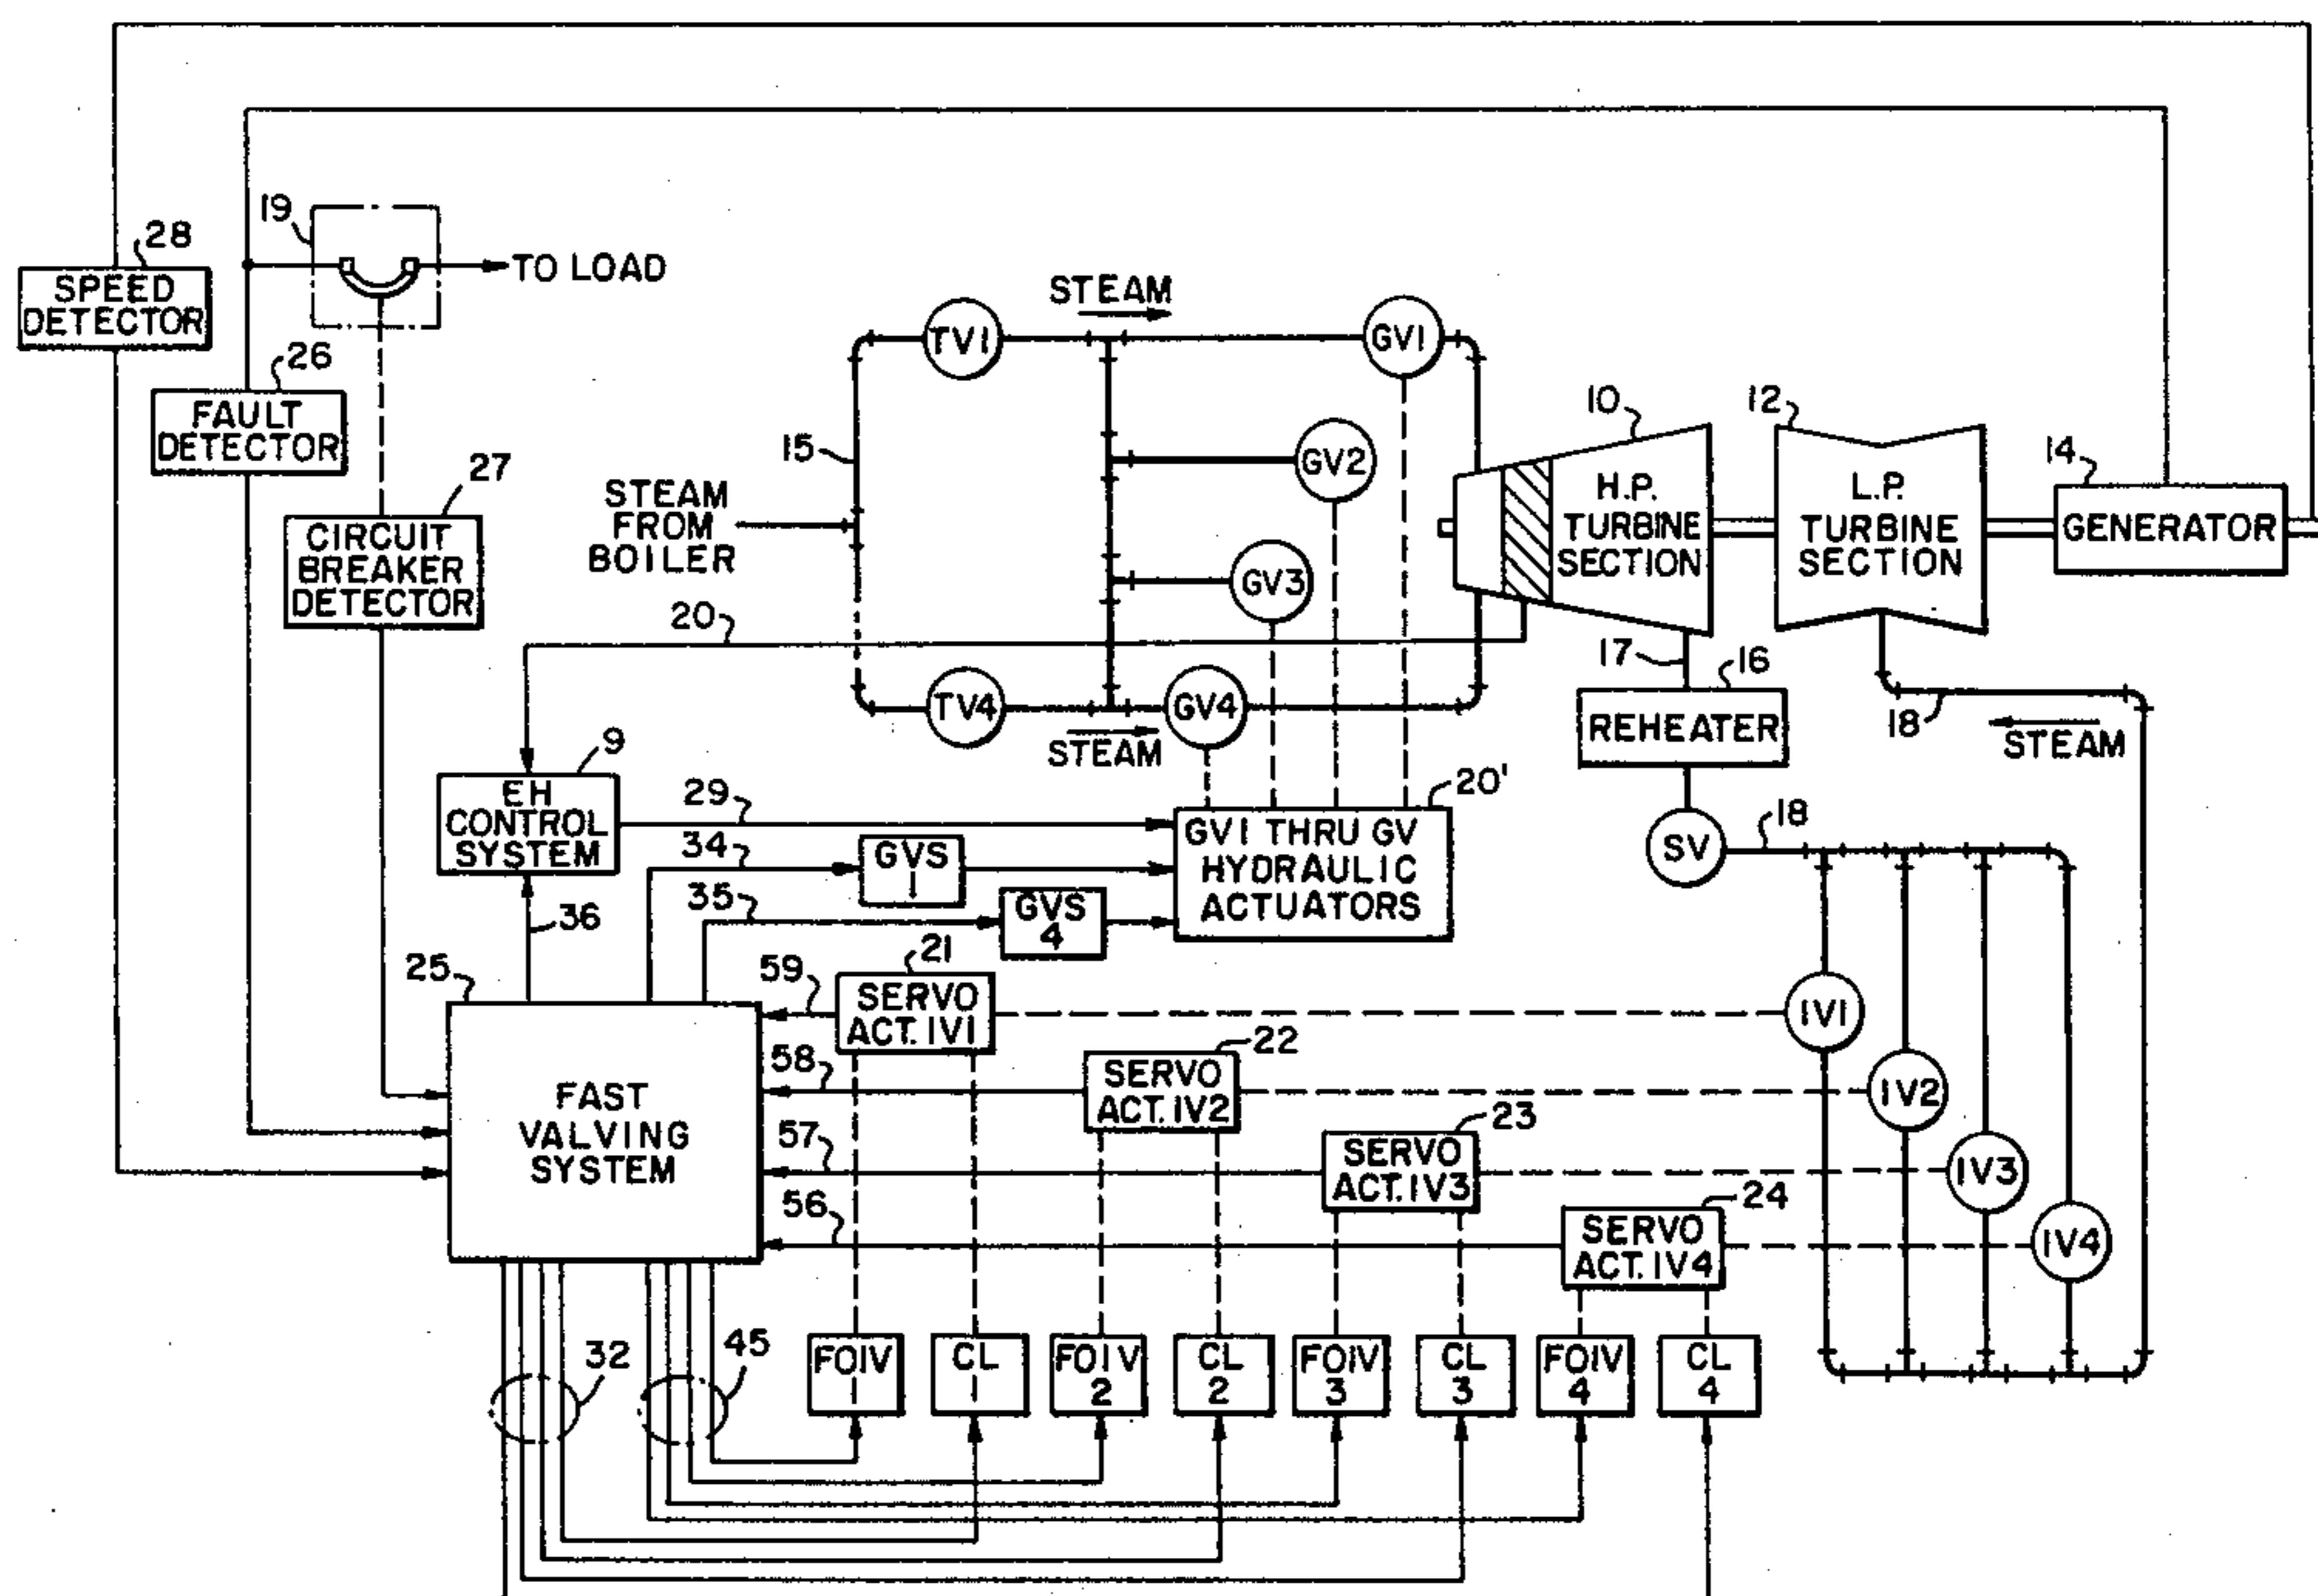 19
28
SPEED
DETECTOR
TO LOAD
26
FAULT
DETECTOR
27
CIRCUIT
BREAKER
DETECTOR
STEAM
TV1
GV1
15
STEAM
FROM
BOILER
GV2
GV3
10
H.P.
TURBINE
SECTION
12
L.P.
TURBINE
SECTION
14
GENERATOR
20
TV4
GV4
STEAM
17
16
REHEATER
18
STEAM
9
EH
CONTROL
SYSTEM
29
34
GVS
1
35
GVS
4
36
20'
GV1 THRU GV
HYDRAULIC
ACTUATORS
SV
18
25
FAST
VALVING
SYSTEM
59
21
SERVO
ACT. IV1
IV1
58
22
SERVO
ACT. IV2
IV2
57
23
SERVO
ACT. IV3
IV3
56
24
SERVO
ACT. IV4
IV4
32
45
FOIV
1
CL
1
FOIV
2
CL
2
FOIV
3
CL
3
FOIV
4
CL
4